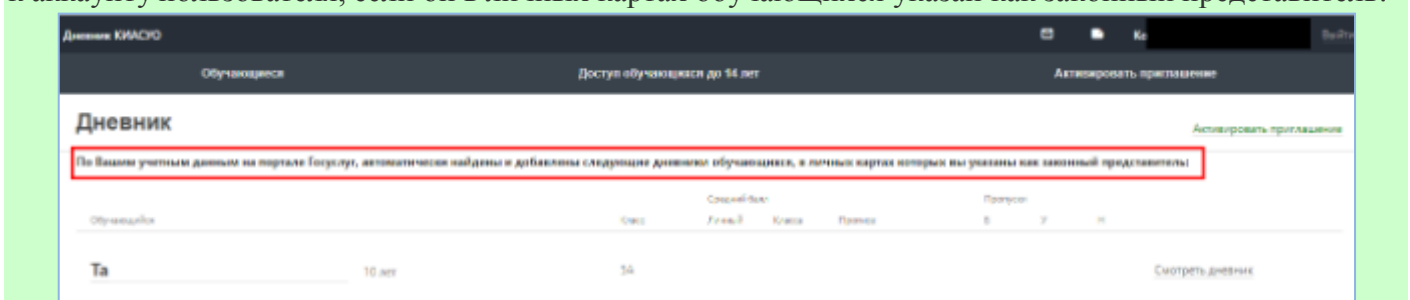 к аккаунту пользователя, если он в личных картах обучающихся указан как законный представитель.
Дневник КИАСУО Ке Выйти
Обучающиеся Доступ обучающихся до 14 лет Активировать приглашение
Дневник
Активировать приглашение
По Вашим учетным данным на портале Госуслуг, автоматически найдены и добавлены следующие дневники обучающихся, в личных картах которых вы указаны как законный представитель:
Средний балл Пропуски
Обучающийся Класс Личный Класса Прогноз Б У Н
Та 10 лет 5А Смотреть дневник